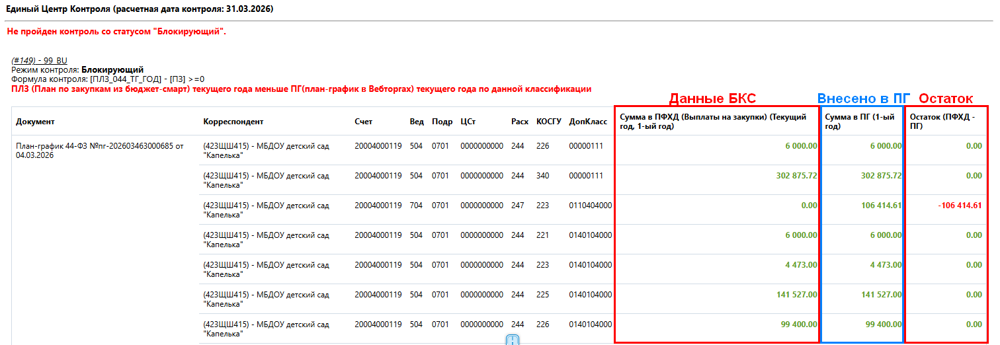 Единый Центр Контроля (расчетная дата контроля: 31.03.2026)
Не пройден контроль со статусом "Блокирующий".
(#149) - 99_BU
Режим контроля: Блокирующий
Формула контроля: [ПЛЗ_044_ТГ_ГОД] - [ПЗ] >=0
ПЛЗ (План по закупкам из бюджет-смарт) текущего года меньше ПГ(план-график в Вебторгах) текущего года по данной классификации
Данные БКС Внесено в ПГ Остаток
Документ Корреспондент Счет Вед Подр ЦСт Расх КОСГУ ДопКласс Сумма в ПФХД (Выплаты на закупки) (Текущий Сумма в ПГ (1-ый Остаток (ПФХД -
год, 1-ый год) год) ПГ)
План-график 44-ФЗ №пг-202603463000685 от (423ЩШ415) - МБДОУ детский сад 20004000119 504 0701 0000000000 244 226 00000111 6 000.00 6 000.00 0.00
04.03.2026 "Капелька"
(423ЩШ415) - МБДОУ детский сад 20004000119 504 0701 0000000000 244 340 00000111 302 875.72 302 875.72 0.00
"Капелька"
(423ЩШ415) - МБДОУ детский сад 20004000119 704 0701 0000000000 247 223 0110404000 0.00 106 414.61 -106 414.61
"Капелька"
(423ЩШ415) - МБДОУ детский сад 20004000119 504 0701 0000000000 244 221 0140104000 6 000.00 6 000.00 0.00
"Капелька"
(423ЩШ415) - МБДОУ детский сад 20004000119 504 0701 0000000000 244 223 0140104000 4 473.00 4 473.00 0.00
"Капелька"
(423ЩШ415) - МБДОУ детский сад 20004000119 504 0701 0000000000 244 225 0140104000 141 527.00 141 527.00 0.00
"Капелька"
(423ЩШ415) - МБДОУ детский сад 20004000119 504 0701 0000000000 244 226 0140104000 99 400.00 99 400.00 0.00
"Капелька"